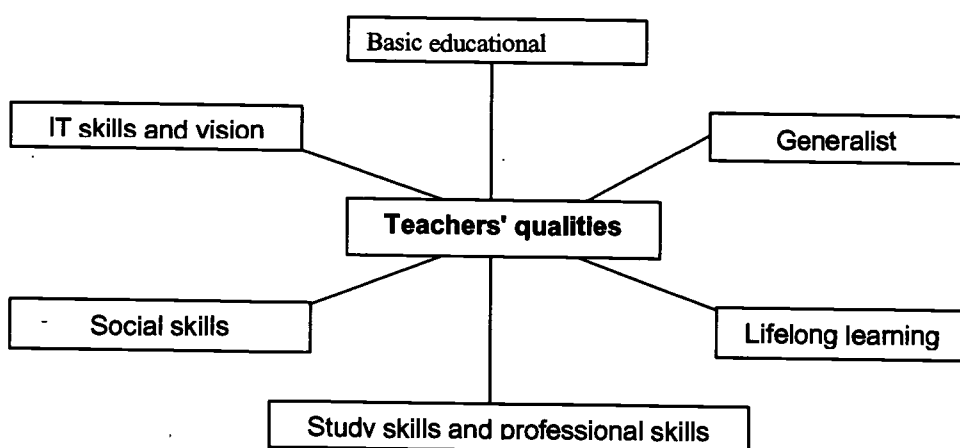 Basic educational
IT skills and vision
Generalist
Teachers' qualities
Social skills
Lifelong learning
Study skills and professional skills